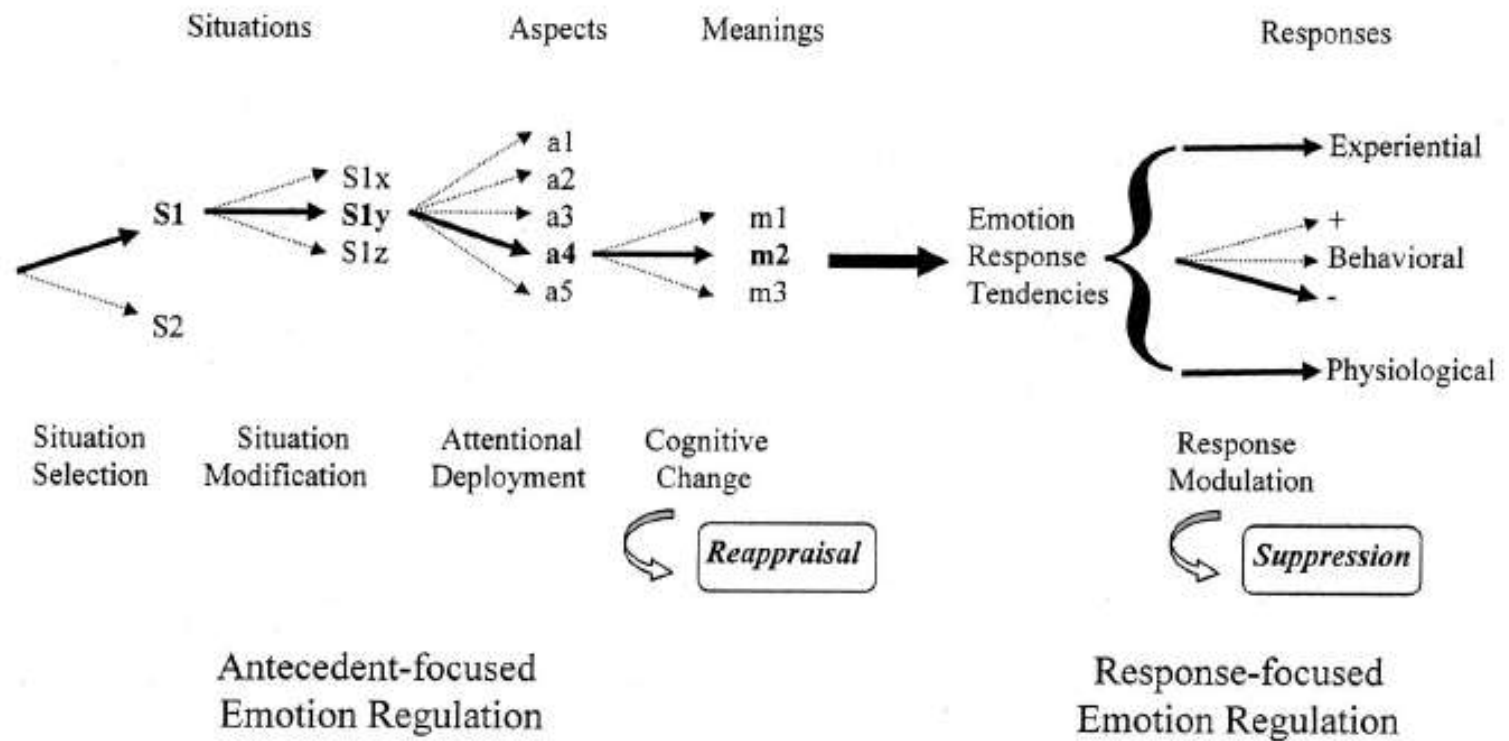 Situations
Aspects
Meanings
Responses
S1
S2
S1x
S1y
S1z
a1
a2
a3
a4
a5
m1
m2
m3
Emotion
Response
Tendencies
Experiential
+
Behavioral
-
Physiological
Situation
Selection
Situation
Modification
Attentional
Deployment
Cognitive
Change
Reappraisal
Response
Modulation
Suppression
Antecedent-focused
Emotion Regulation
Response-focused
Emotion Regulation